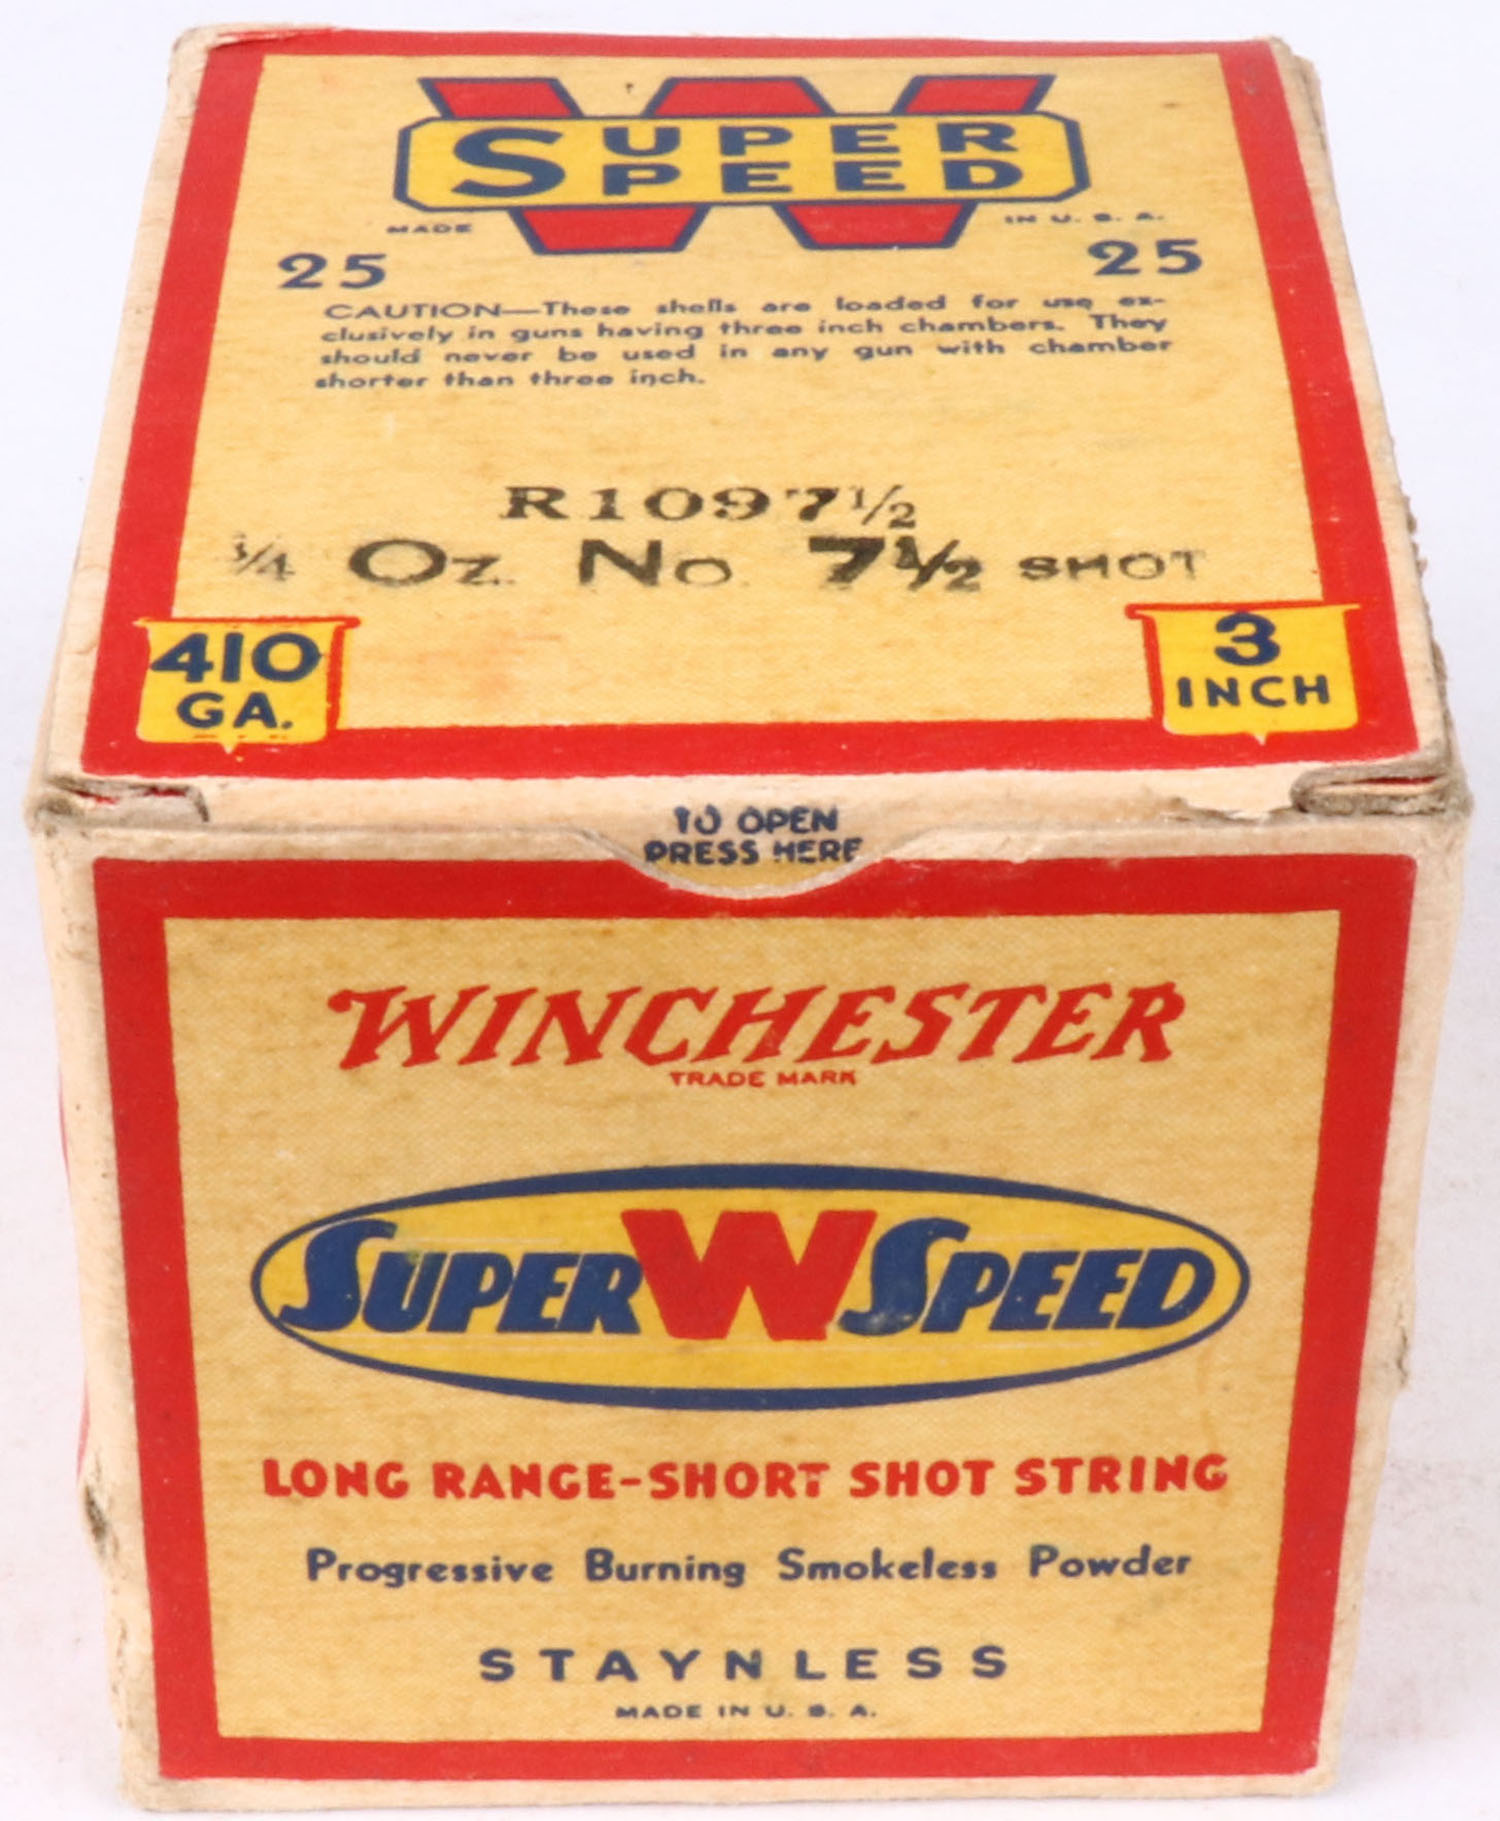 W
SUPER
SPEED
MADE IN U. S. A.
25 25
CAUTION—These shells are loaded for use ex-
clusively in guns having three inch chambers. They
should never be used in any gun with chamber
shorter than three inch.
R1097½
¾ Oz. No. 7½ SHOT
410 GA.
3 INCH
TO OPEN
PRESS HERE
WINCHESTER
TRADE MARK
SUPER W SPEED
LONG RANGE-SHORT SHOT STRING
Progressive Burning Smokeless Powder
STAYNLESS
MADE IN U. S. A.